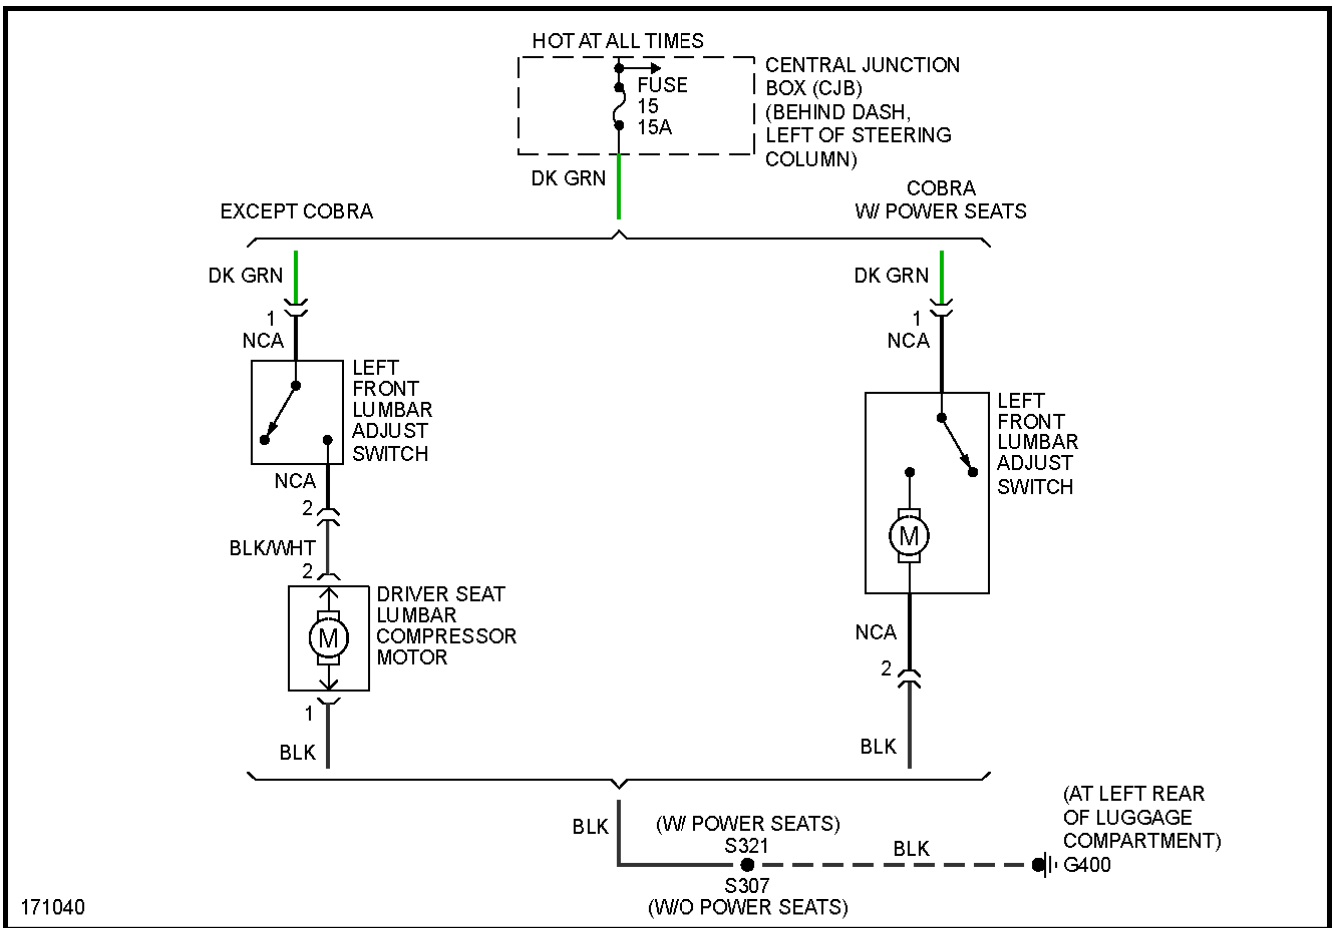 HOT AT ALL TIMES
FUSE
15
15A
CENTRAL JUNCTION
BOX (CJB)
(BEHIND DASH,
LEFT OF STEERING
COLUMN)
DK GRN
EXCEPT COBRA
COBRA
W/ POWER SEATS
DK GRN
1
NCA
LEFT
FRONT
LUMBAR
ADJUST
SWITCH
NCA
2
BLK/WHT
2
DRIVER SEAT
LUMBAR
COMPRESSOR
MOTOR
M
1
BLK
DK GRN
1
NCA
LEFT
FRONT
LUMBAR
ADJUST
SWITCH
M
NCA
2
BLK
BLK
(W/ POWER SEATS)
S321
S307
(W/O POWER SEATS)
BLK
(AT LEFT REAR
OF LUGGAGE
COMPARTMENT)
G400
171040